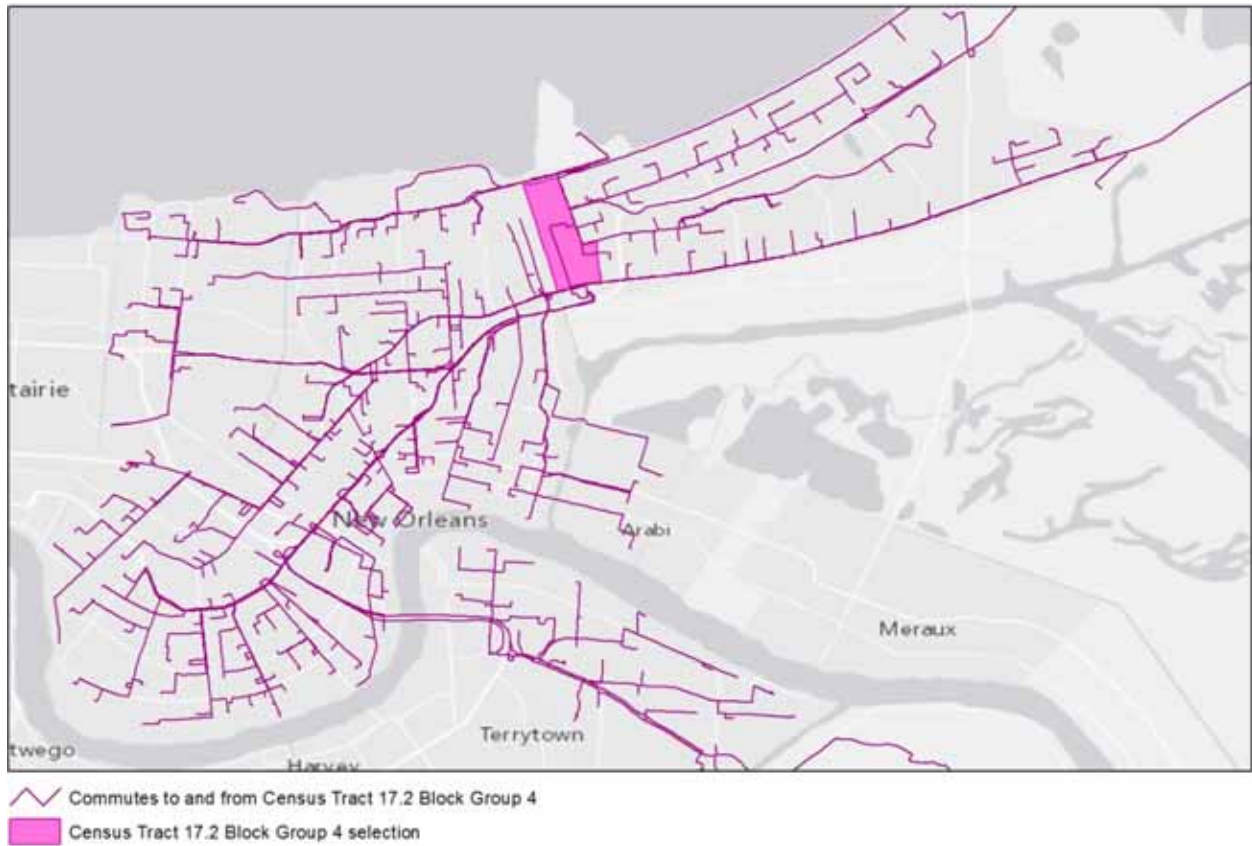 tairie
New Orleans
Arabi
Meraux
Terrytown
twego
Harvey
Commutes to and from Census Tract 17.2 Block Group 4
Census Tract 17.2 Block Group 4 selection